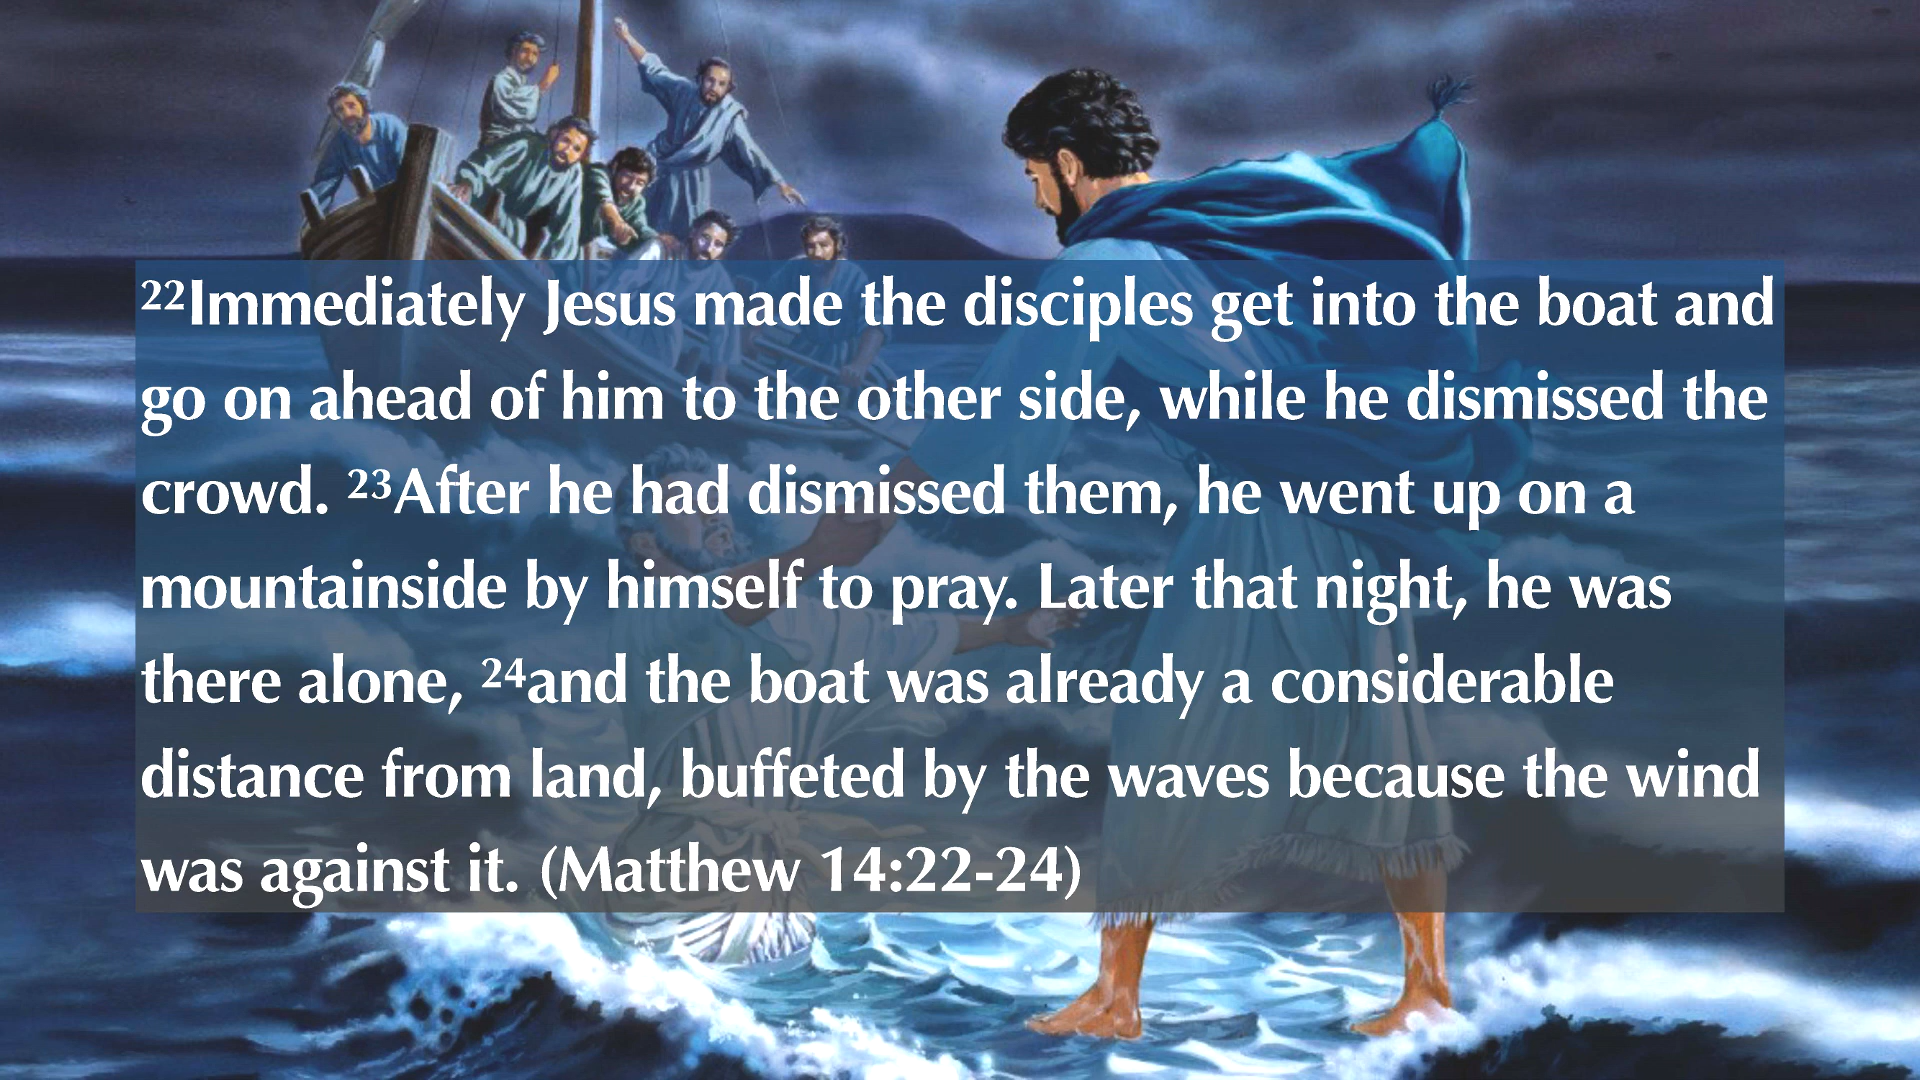 ²²Immediately Jesus made the disciples get into the boat and
go on ahead of him to the other side, while he dismissed the
crowd. ²³After he had dismissed them, he went up on a
mountainside by himself to pray. Later that night, he was
there alone, ²⁴and the boat was already a considerable
distance from land, buffeted by the waves because the wind
was against it. (Matthew 14:22-24)